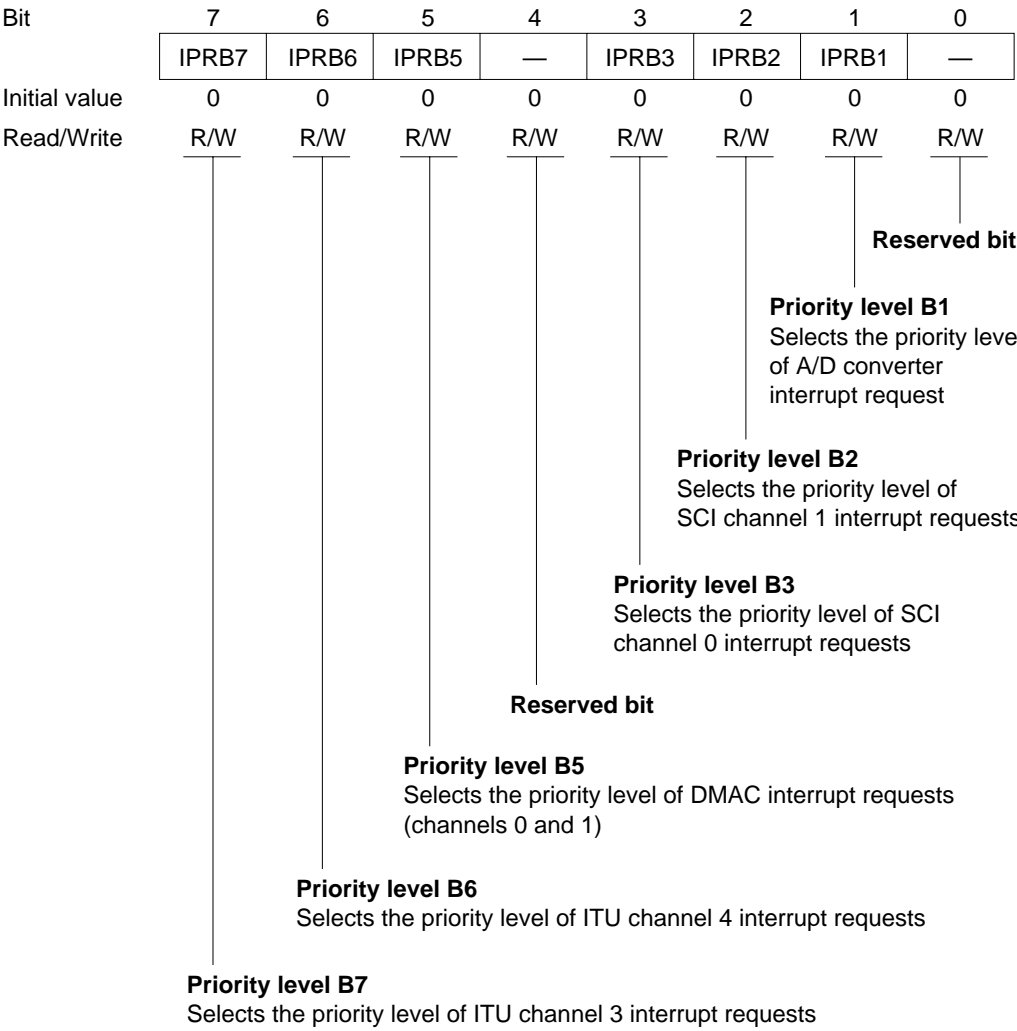 Bit 7 6 5 4 3 2 1 0
IPRB7 IPRB6 IPRB5 — IPRB3 IPRB2 IPRB1 —
Initial value 0 0 0 0 0 0 0 0
Read/Write R/W R/W R/W R/W R/W R/W R/W R/W
Reserved bit
Priority level B1
Selects the priority leve
of A/D converter
interrupt request
Priority level B2
Selects the priority level of
SCI channel 1 interrupt requests
Priority level B3
Selects the priority level of SCI
channel 0 interrupt requests
Reserved bit
Priority level B5
Selects the priority level of DMAC interrupt requests
(channels 0 and 1)
Priority level B6
Selects the priority level of ITU channel 4 interrupt requests
Priority level B7
Selects the priority level of ITU channel 3 interrupt requests